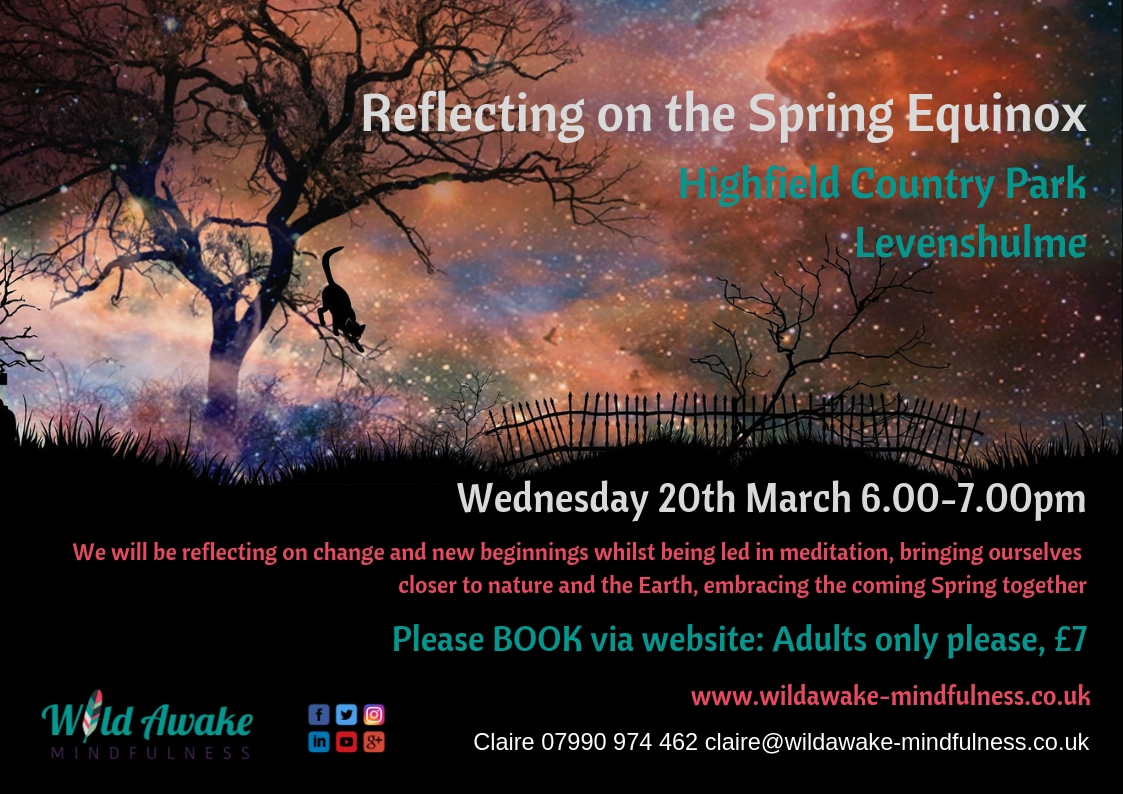 Reflecting on the Spring Equinox
Highfield Country Park
Levenshulme
Wednesday 20th March 6.00-7.00pm
We will be reflecting on change and new beginnings whilst being led in meditation, bringing ourselves
closer to nature and the Earth, embracing the coming Spring together
Please BOOK via website: Adults only please, £7
www.wildawake-mindfulness.co.uk
Claire 07990 974 462 claire@wildawake-mindfulness.co.uk
Wild Awake
MINDFULNESS